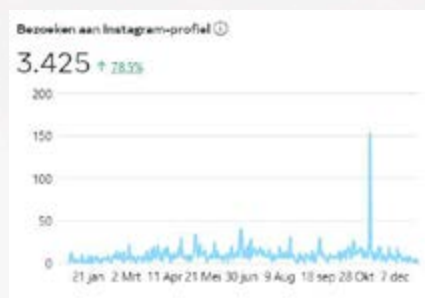 Bezoeken aan Instagram-profiel
3.425 ↑ 78.5%
200
150
100
50
0
21 jan 2 Mrt 11 Apr 21 Mei 30 jun 9 Aug 18 sep 28 Okt 7 dec